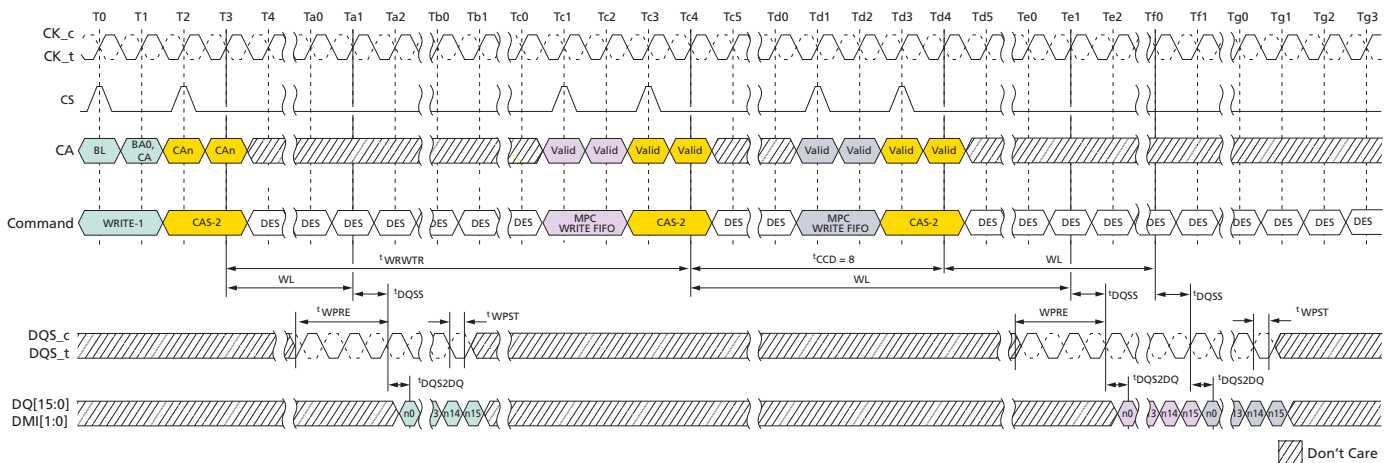 T0 T1 T2 T3 T4 Ta0 Ta1 Ta2 Tb0 Tb1 Tc0 Tc1 Tc2 Tc3 Tc4 Tc5 Td0 Td1 Td2 Td3 Td4 Td5 Te0 Te1 Te2 Tf0 Tf1 Tg0 Tg1 Tg2 Tg3
CK_c
CK_t
CS
CA BL BA0, CA CAn CAn Valid Valid Valid Valid Valid Valid Valid Valid
Command WRITE-1 CAS-2 DES DES DES DES DES DES DES MPC WRITE FIFO CAS-2 DES DES MPC WRITE FIFO CAS-2 DES DES DES DES DES DES DES DES DES DES
tWRWTR tCCD = 8 WL
WL WL
tDQSS tDQSS tDQSS
tWPRE tWPST WPRE tWPST
DQS_c
DQS_t
tDQS2DQ tDQS2DQ tDQS2DQ
DQ[15:0]
DMI[1:0]
n0 3 n14 n15 n0 3 n14 n15 n0 13 n14 n15
Don't Care